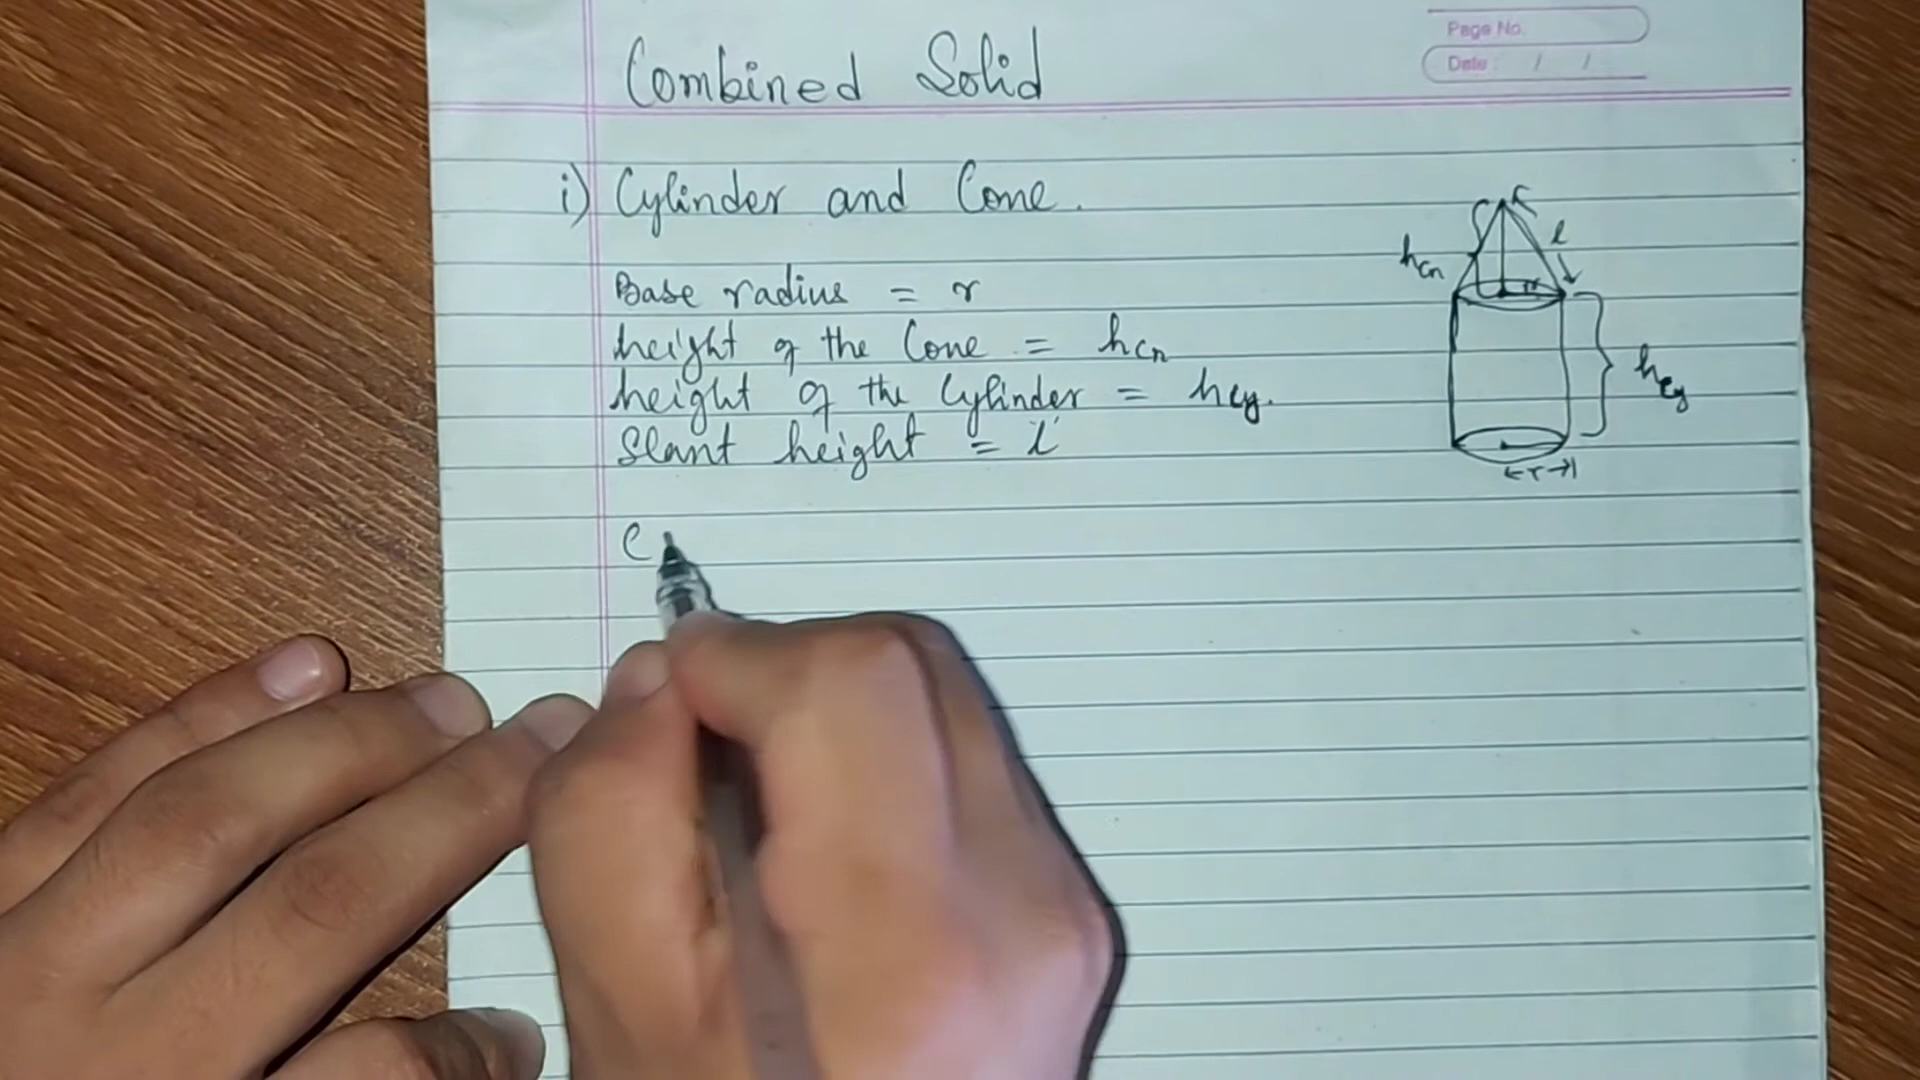 Page No.
Date : / /
Combined Solid
i) Cylinder and Cone.
Base radius = r
height of the Cone = hcn
height of the Cylinder = hcy.
Slant height = l
C
l
hcn
r
hcy
r